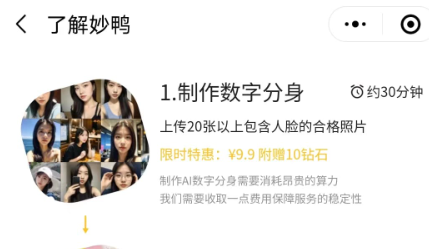 了解妙鸭
1.制作数字分身
约30分钟
上传20张以上包含人脸的合格照片
限时特惠：¥9.9 附赠10钻石
制作AI数字分身需要消耗昂贵的算力
我们需要收取一点费用保障服务的稳定性